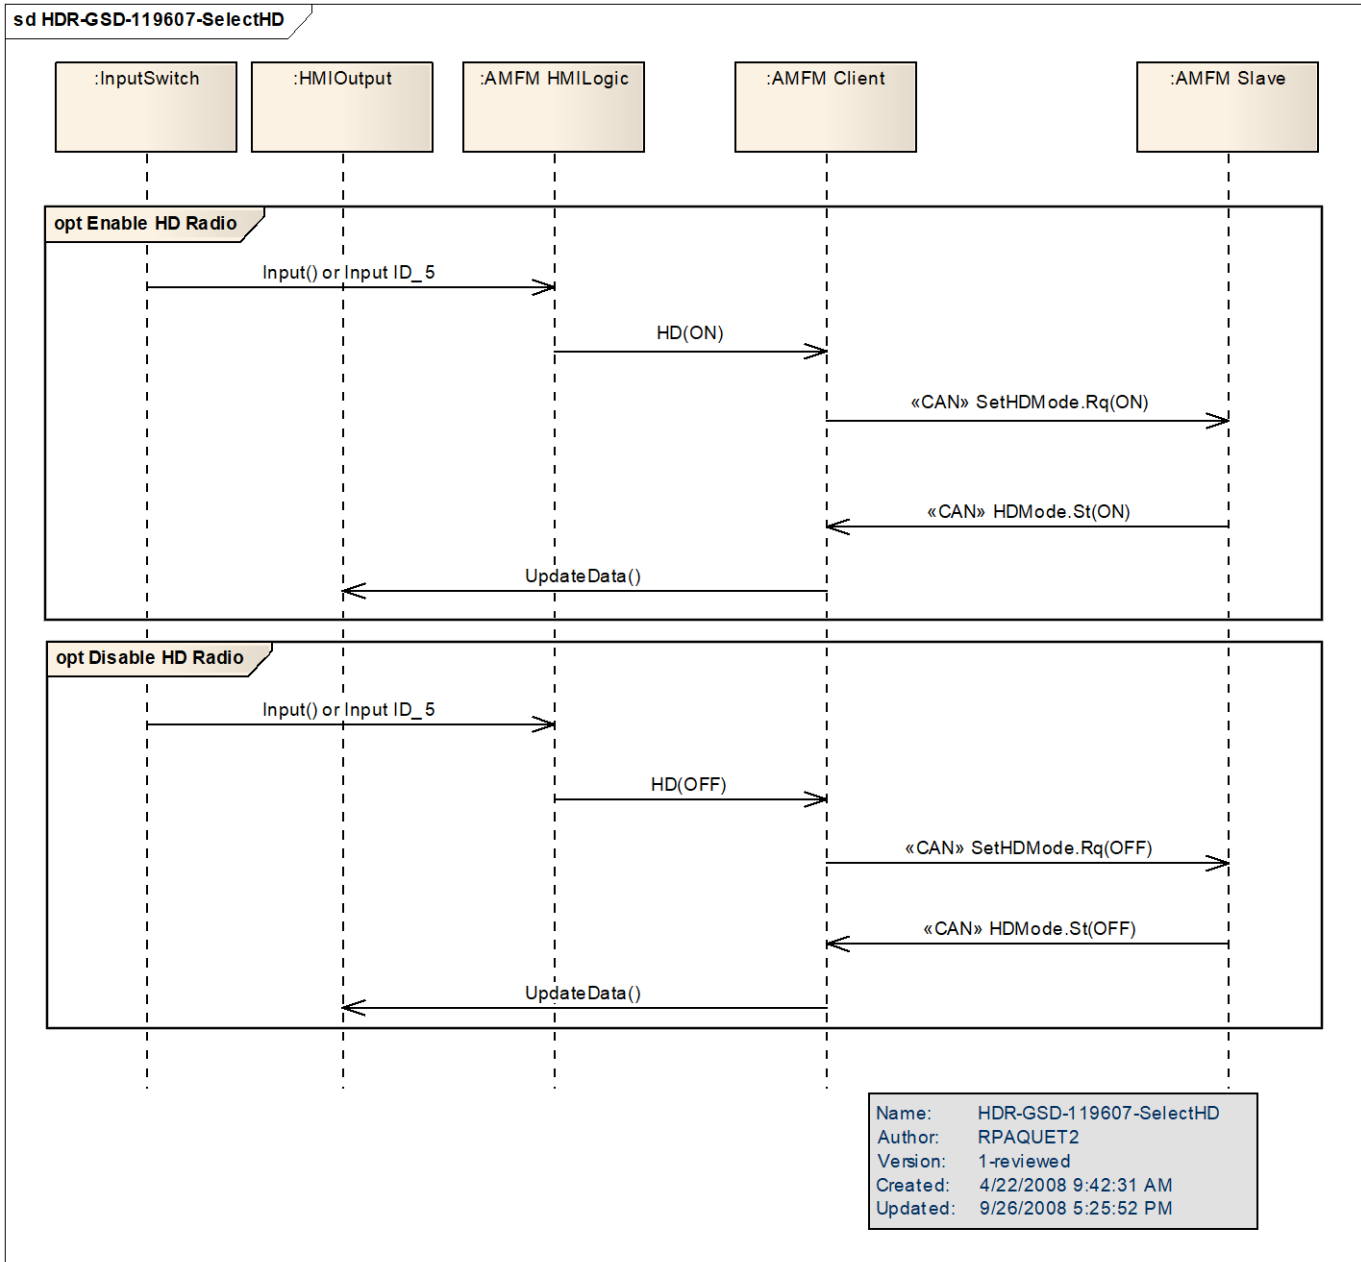 sd HDR-GSD-119607-SelectHD
:InputSwitch
:HMIOutput
:AMFM HMILogic
:AMFM Client
:AMFM Slave
opt Enable HD Radio
Input() or Input ID_5
HD(ON)
«CAN» SetHDMode.Rq(ON)
«CAN» HDMode.St(ON)
UpdateData()
opt Disable HD Radio
Input() or Input ID_5
HD(OFF)
«CAN» SetHDMode.Rq(OFF)
«CAN» HDMode.St(OFF)
UpdateData()
Name: HDR-GSD-119607-SelectHD
Author: RPAQUET2
Version: 1-reviewed
Created: 4/22/2008 9:42:31 AM
Updated: 9/26/2008 5:25:52 PM